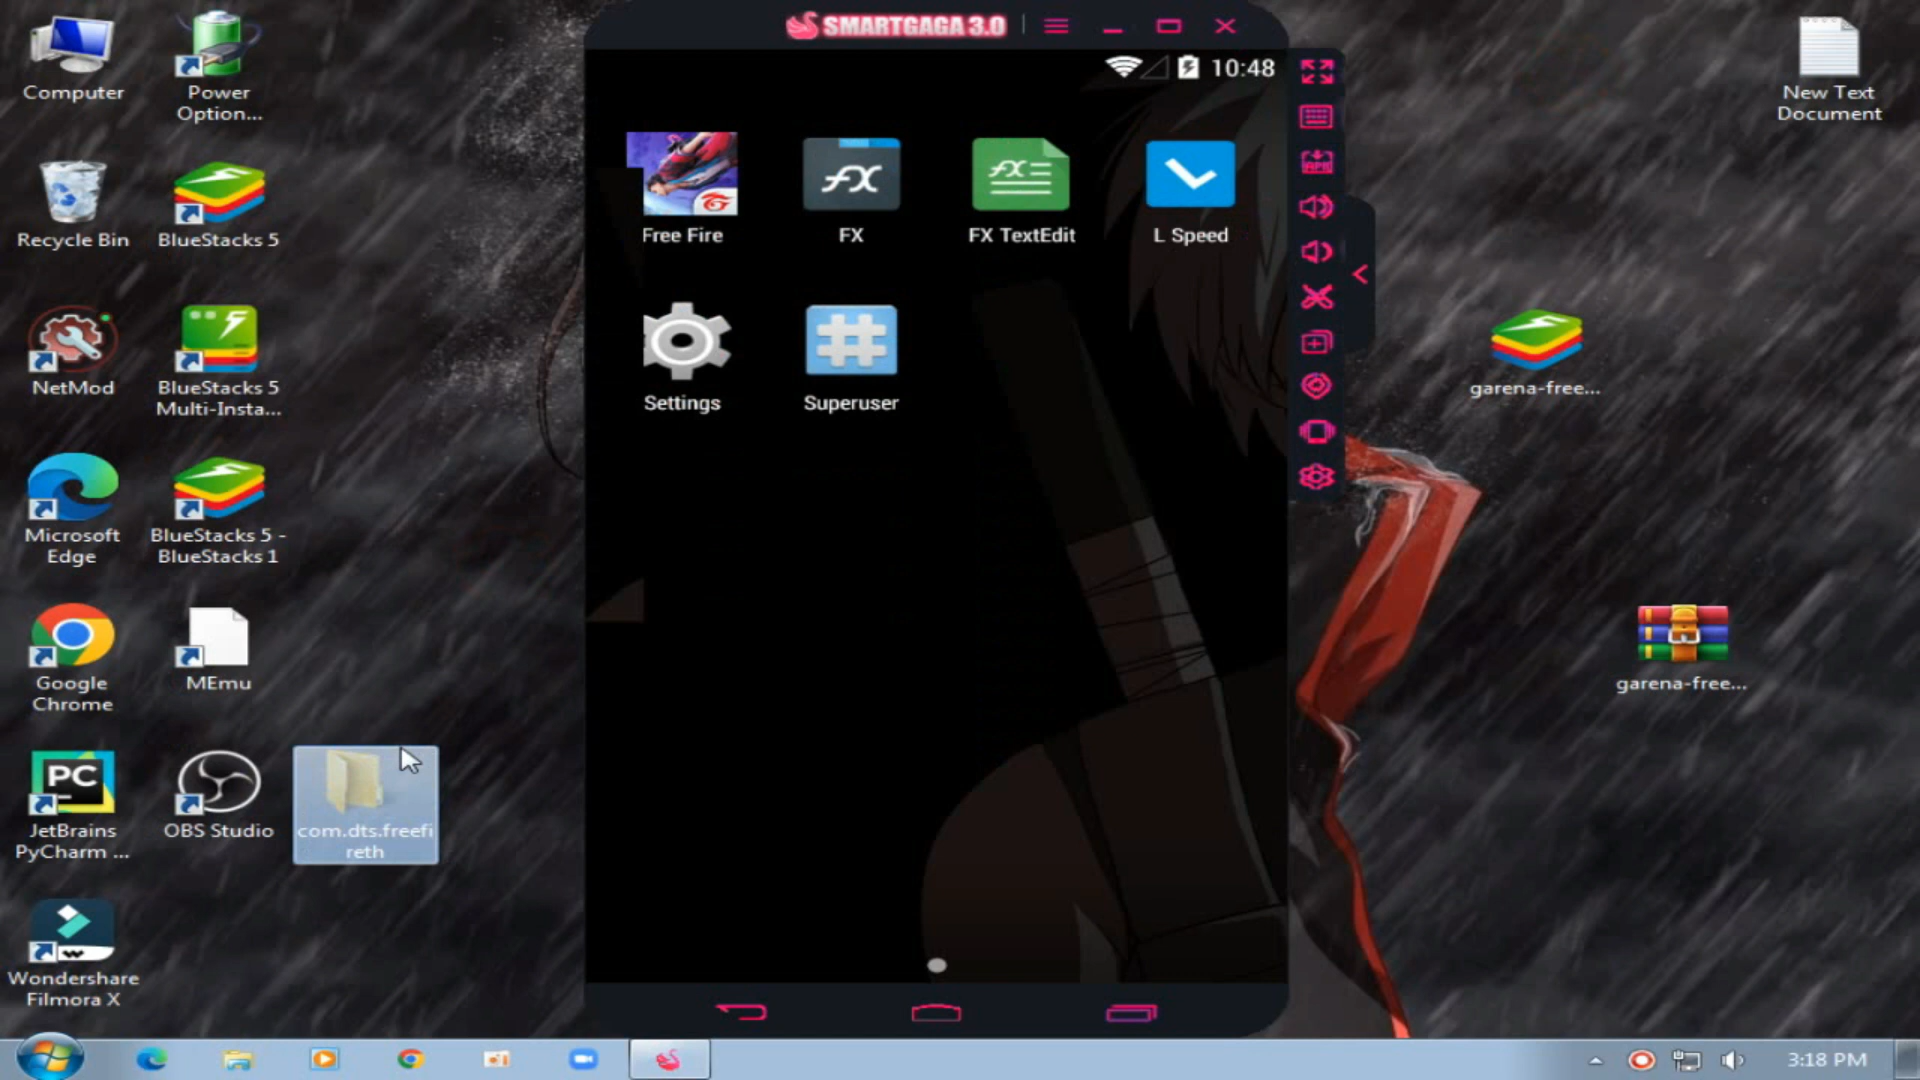 SMARTGAGA 3.0
10:48
Free Fire
FX
FX TextEdit
L Speed
Settings
Superuser
Computer
Power
Option...
Recycle Bin
BlueStacks 5
NetMod
BlueStacks 5
Multi-Insta...
Microsoft
Edge
BlueStacks 5 -
BlueStacks 1
Google
Chrome
MEmu
PC
JetBrains
PyCharm ...
OBS Studio
com.dts.freefi
reth
Wondershare
Filmora X
New Text
Document
garena-free...
garena-free...
APK
3:18 PM